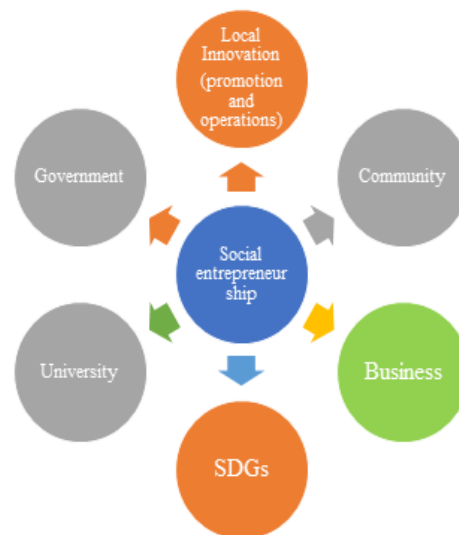 Local
Innovation
(promotion
and
operations)
Government
Community
Social
entrepreneur
ship
University
Business
SDGs